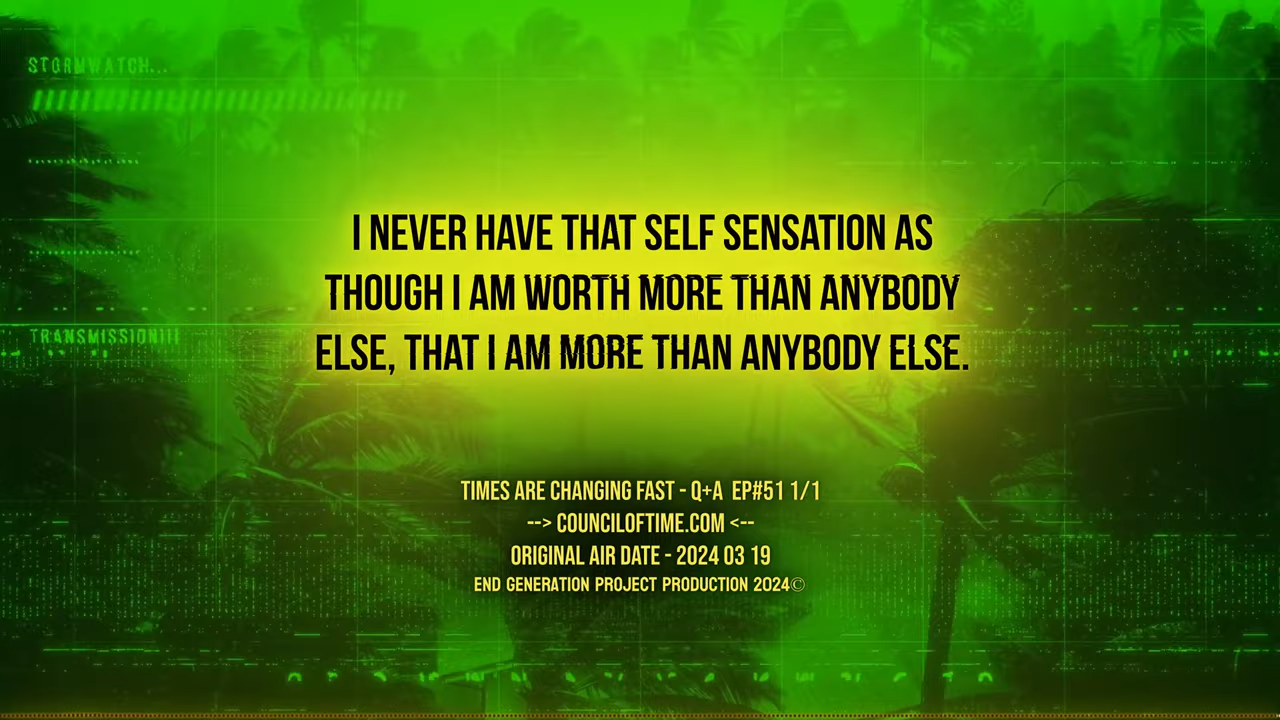 STORMWATCH...
TRANSMISSION!!!
I NEVER HAVE THAT SELF SENSATION AS
THOUGH I AM WORTH MORE THAN ANYBODY
ELSE, THAT I AM MORE THAN ANYBODY ELSE.
TIMES ARE CHANGING FAST - Q+A EP#51 1/1
--> COUNCILOFTIME.COM <--
ORIGINAL AIR DATE - 2024 03 19
END GENERATION PROJECT PRODUCTION 2024©